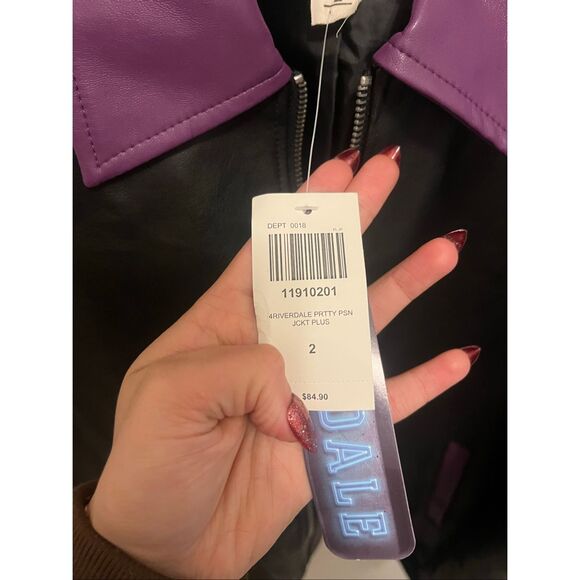 DEPT 0018
11910201
4RIVERDALE PRTTY PSN
JCKT PLUS
2
$84.90
DALE